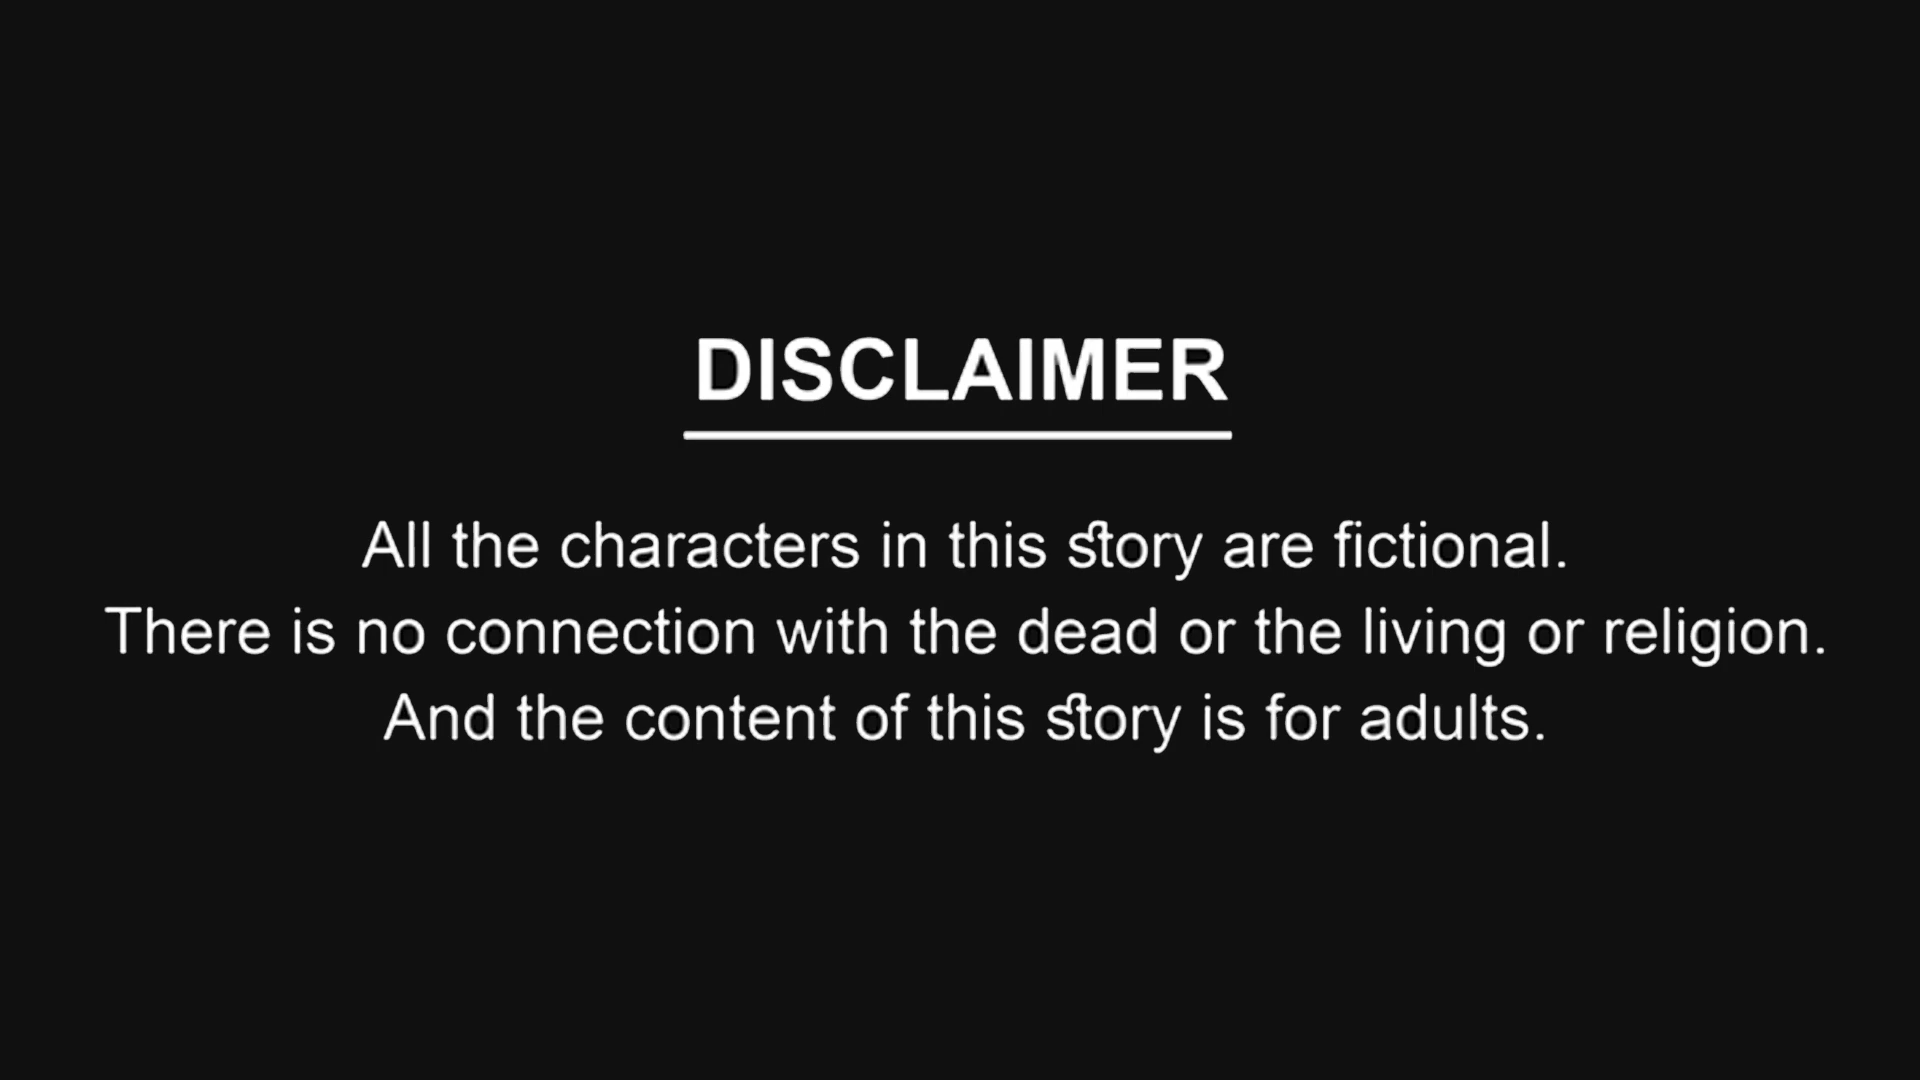 DISCLAIMER
All the characters in this story are fictional.
There is no connection with the dead or the living or religion.
And the content of this story is for adults.